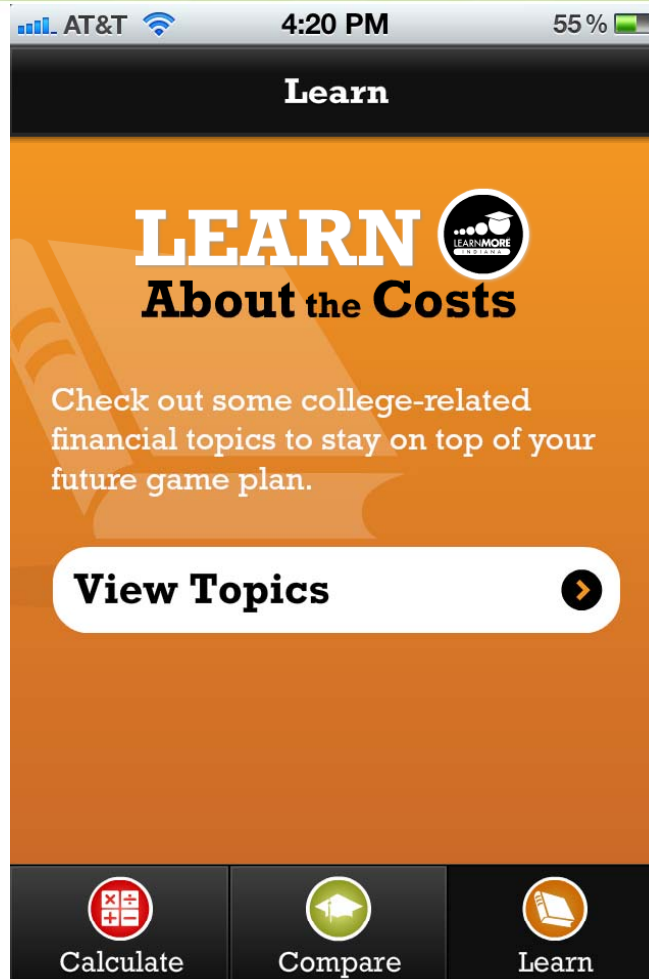 AT&T 4:20 PM 55%
Learn
LEARN
LEARNMORE
INDIANA
About the Costs
Check out some college-related
financial topics to stay on top of your
future game plan.
View Topics
Calculate Compare Learn